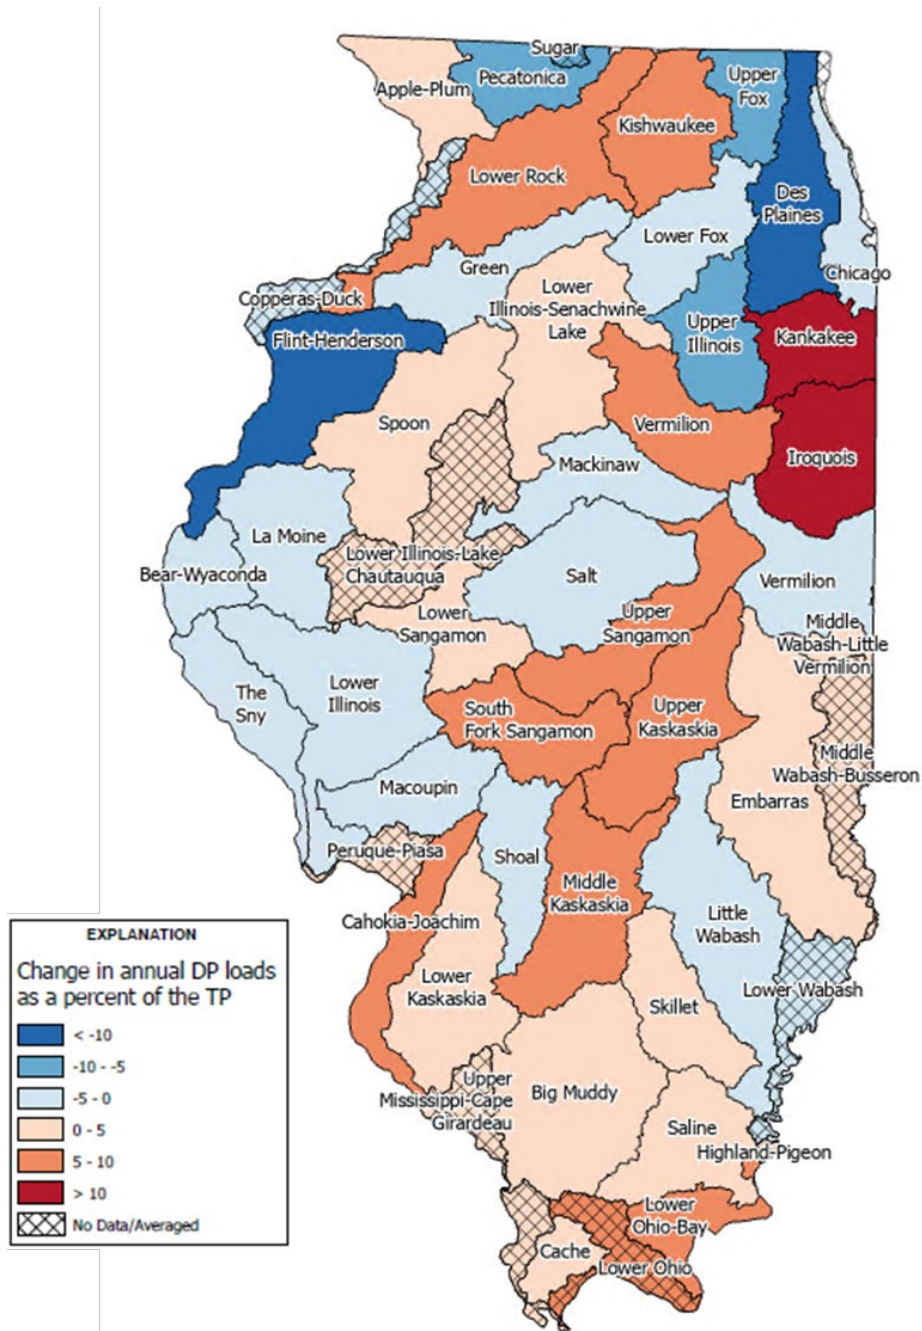 Sugar
Pecatonica
Upper
Fox
Apple-Plum
Kishwaukee
Lower Rock
Des
Plaines
Lower Fox
Green
Chicago
Copperas-Duck
Lower
Illinois-Senachwine
Lake
Flint-Henderson
Upper
Illinois
Kankakee
Spoon
Vermilion
Iroquois
Mackinaw
La Moine
Lower Illinois-Lake
Chautauqua
Bear-Wyaconda
Salt
Vermilion
Lower
Sangamon
Upper
Sangamon
Middle
Wabash-Little
Vermilion
The
Sny
Lower
Illinois
South
Fork Sangamon
Upper
Kaskaskia
Middle
Wabash-Busseron
Macoupin
Embarras
Peruque-Piasa
Shoal
Middle
Kaskaskia
Cahokia-Joachim
Little
Wabash
Lower
Kaskaskia
Skillet
Lower Wabash
Upper
Mississippi-Cape
Girardeau
Big Muddy
Saline
Highland-Pigeon
Lower
Ohio-Bay
Cache
Lower Ohio
EXPLANATION
Change in annual DP loads
as a percent of the TP
< -10
-10 - -5
-5 - 0
0 - 5
5 - 10
> 10
No Data/Averaged